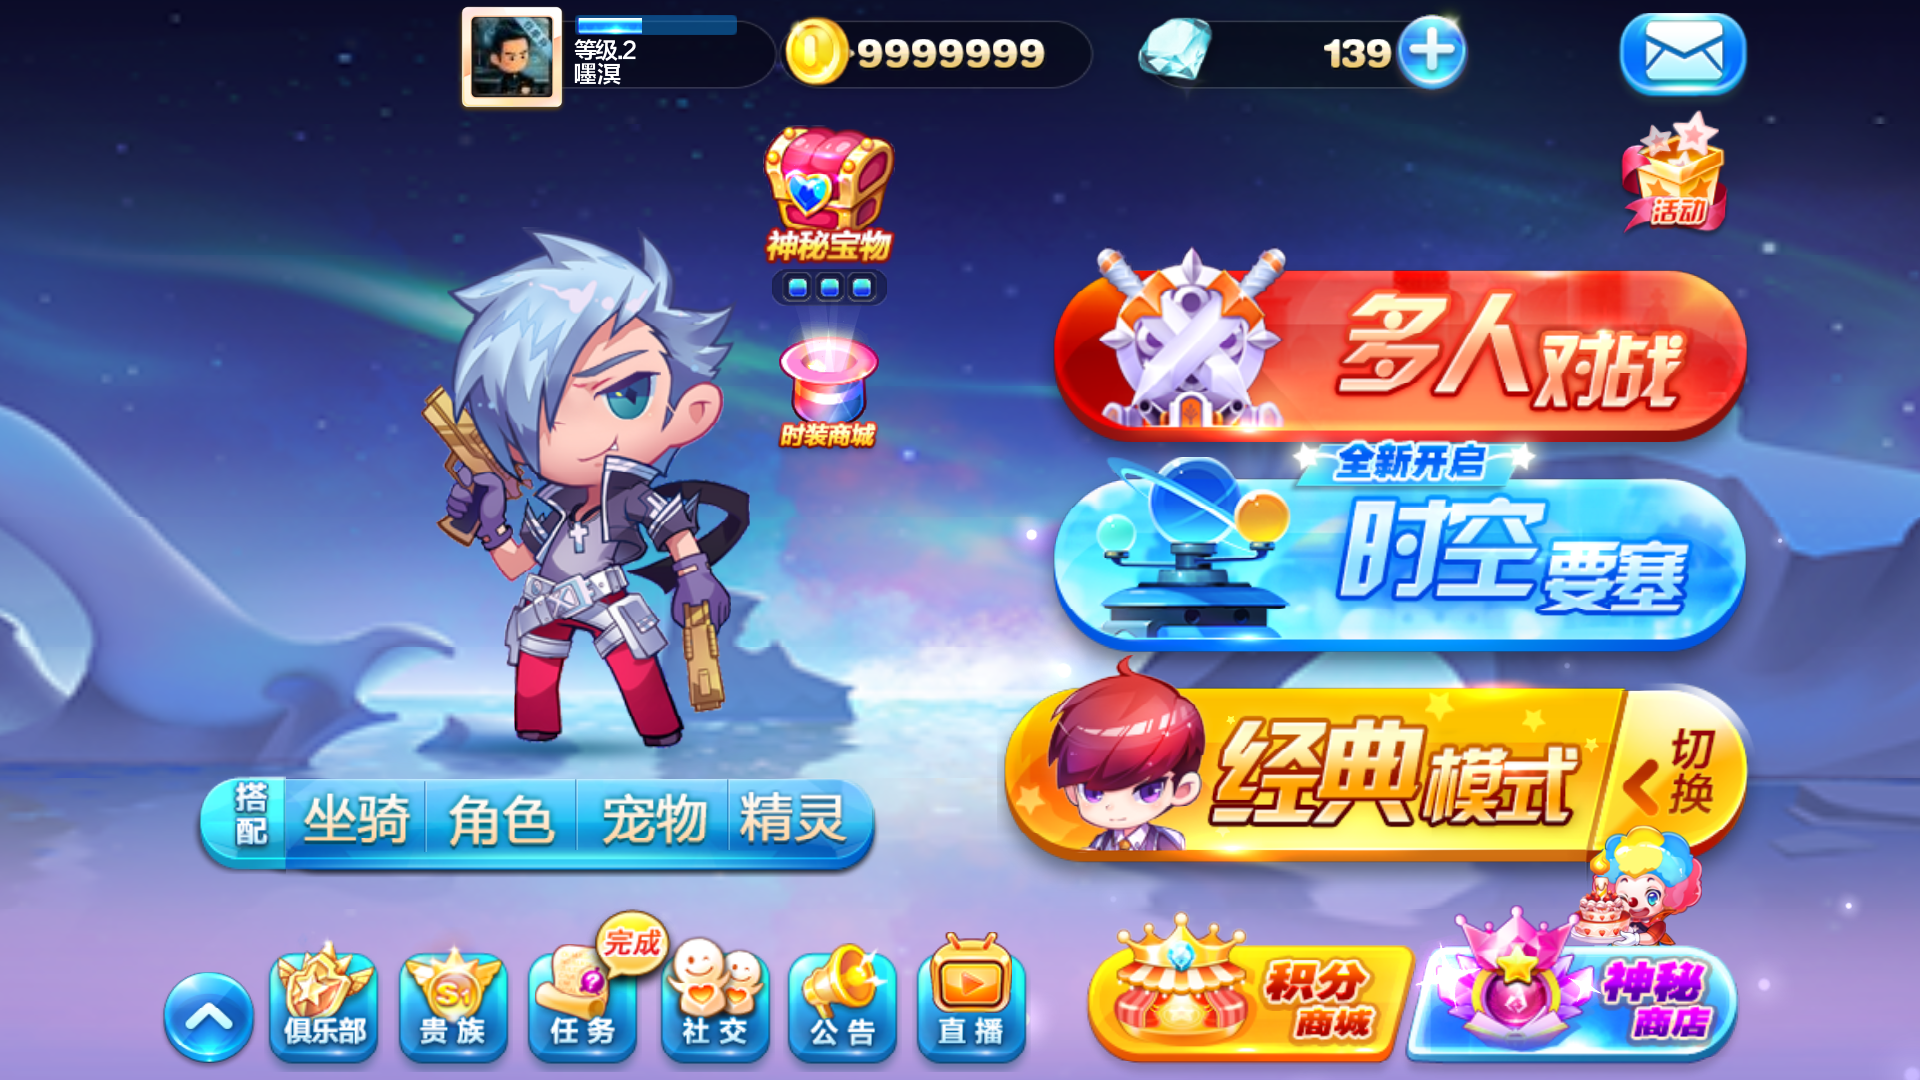 等级.2
嚜溟
9999999
139
活动
神秘宝物
时装商城
多人对战
全新开启
时空要塞
经典模式
切换
搭配
坐骑
角色
宠物
精灵
完成
俱乐部
贵族
S1
任务
社交
公告
直播
积分商城
神秘商店